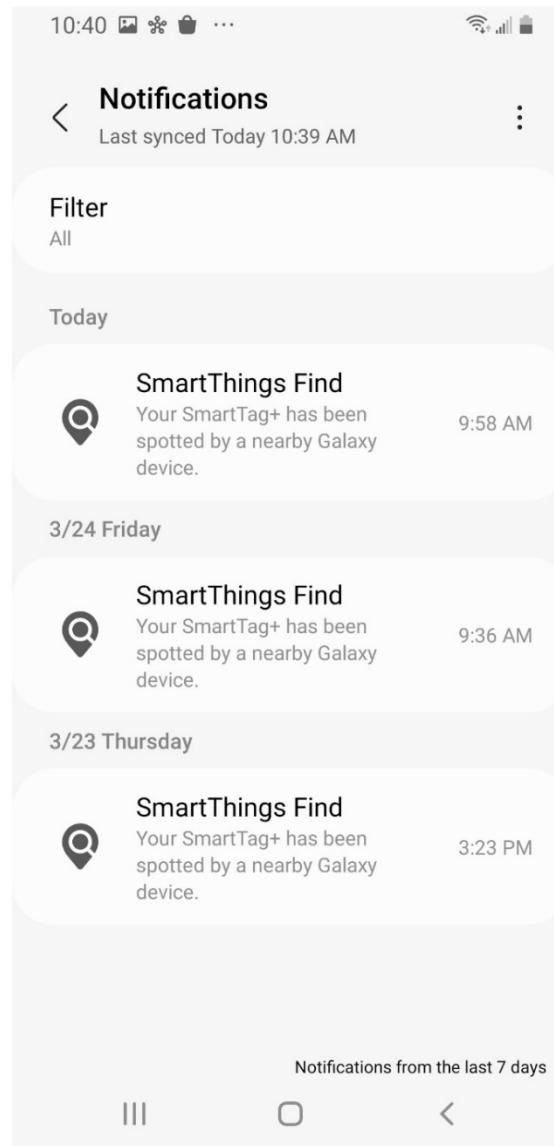 10:40
Notifications
Last synced Today 10:39 AM
Filter
All
Today
SmartThings Find
Your SmartTag+ has been
spotted by a nearby Galaxy
device.
9:58 AM
3/24 Friday
SmartThings Find
Your SmartTag+ has been
spotted by a nearby Galaxy
device.
9:36 AM
3/23 Thursday
SmartThings Find
Your SmartTag+ has been
spotted by a nearby Galaxy
device.
3:23 PM
Notifications from the last 7 days